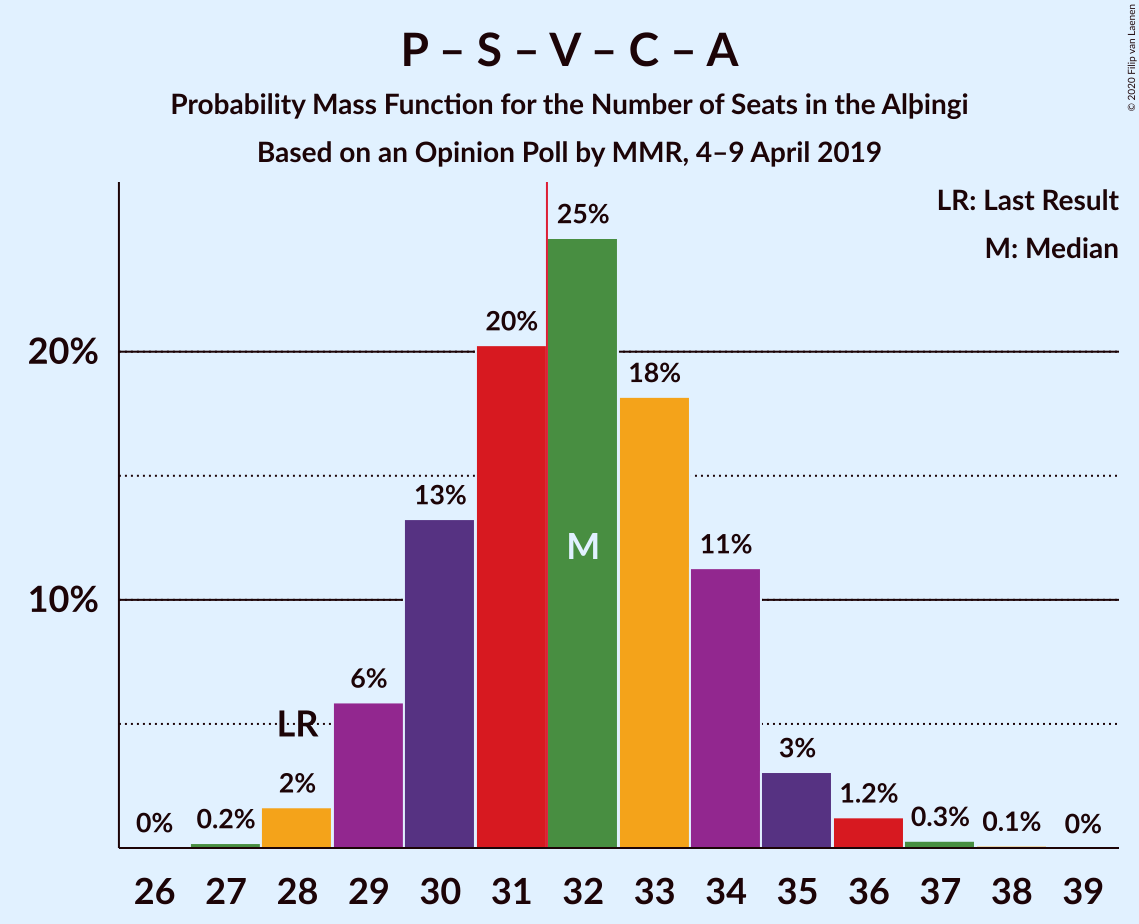 P – S – V – C – A
Probability Mass Function for the Number of Seats in the Alþingi
Based on an Opinion Poll by MMR, 4–9 April 2019
© 2020 Filip van Laenen
LR: Last Result
M: Median
20%
10%
0%
0.2%
LR
2%
6%
13%
20%
25%
M
18%
11%
3%
1.2%
0.3%
0.1%
0%
26 27 28 29 30 31 32 33 34 35 36 37 38 39